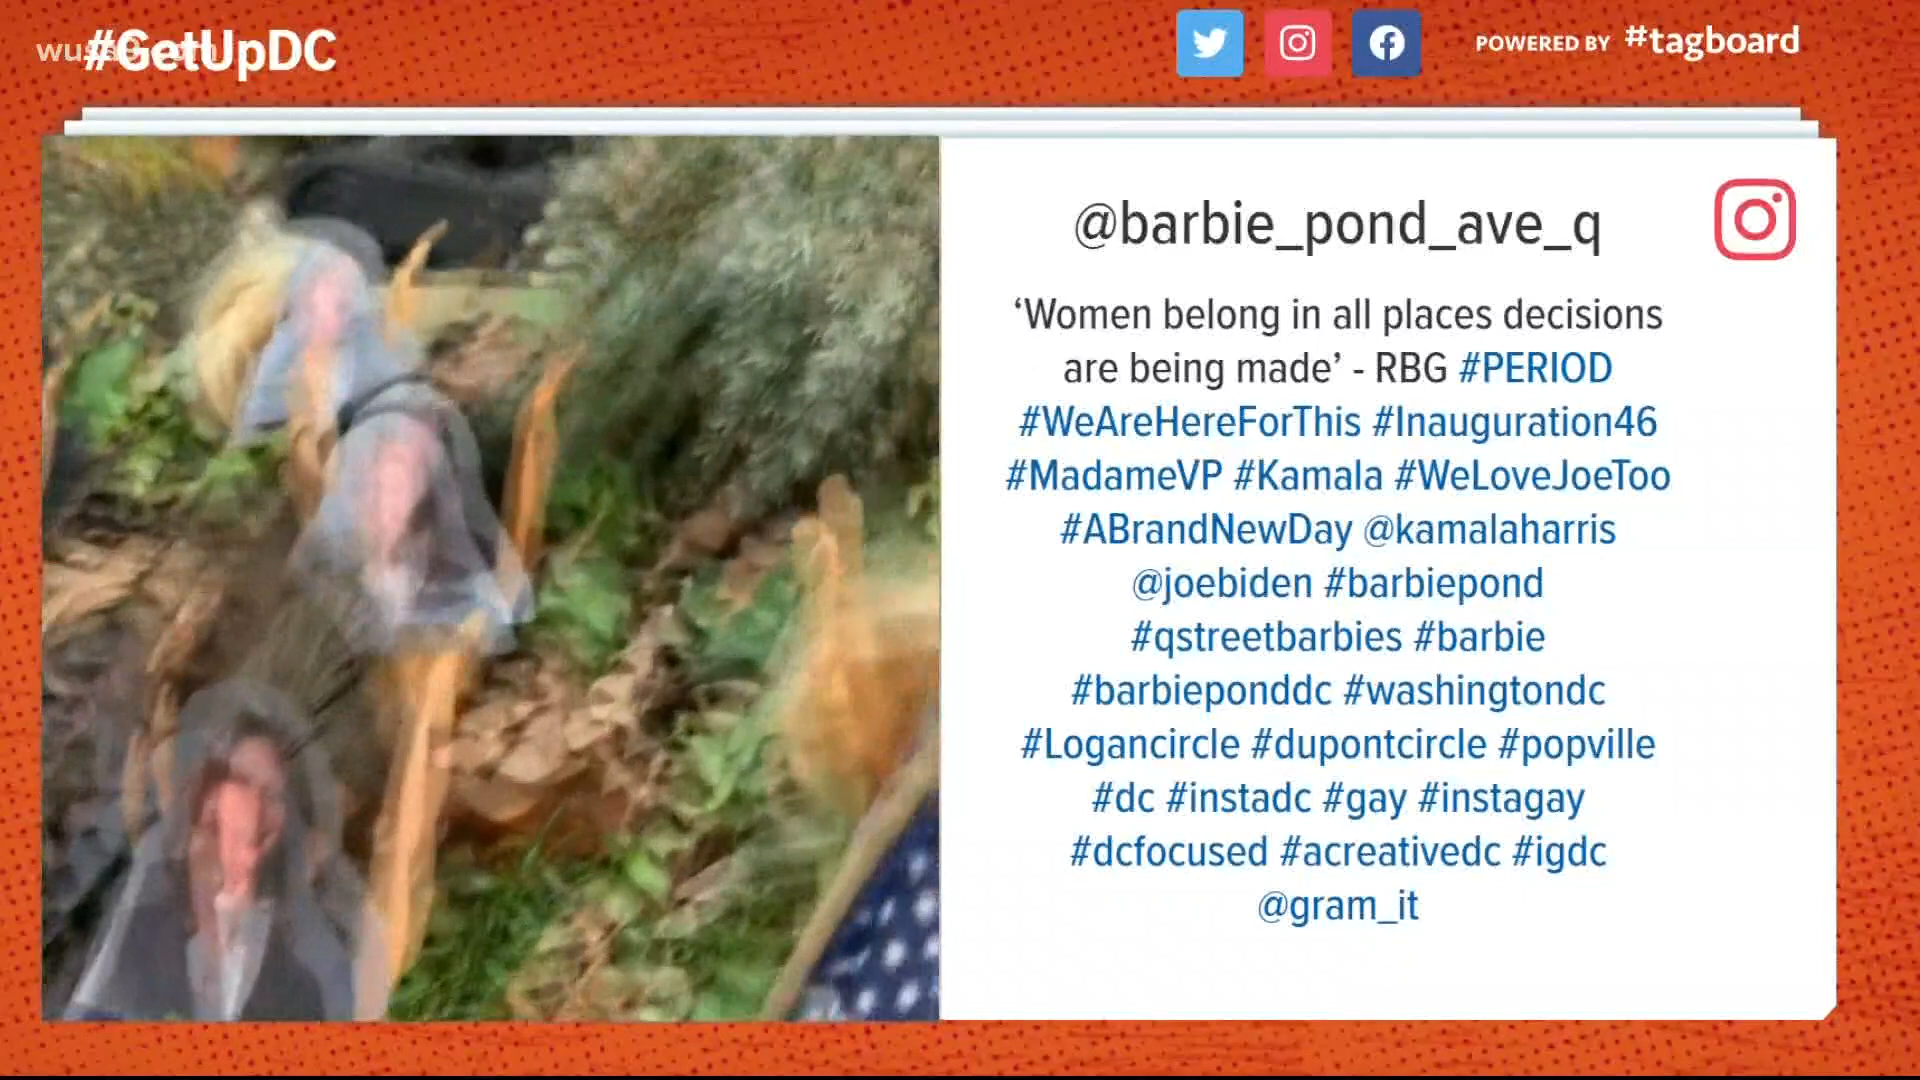 #GetUpDC
POWERED BY #tagboard
@barbie_pond_ave_q
‘Women belong in all places decisions
are being made’ - RBG #PERIOD
#WeAreHereForThis #Inauguration46
#MadameVP #Kamala #WeLoveJoeToo
#ABrandNewDay @kamalaharris
@joebiden #barbiepond
#qstreetbarbies #barbie
#barbieponddc #washingtondc
#Logancircle #dupontcircle #popville
#dc #instadc #gay #instagay
#dcfocused #acreativedc #igdc
@gram_it